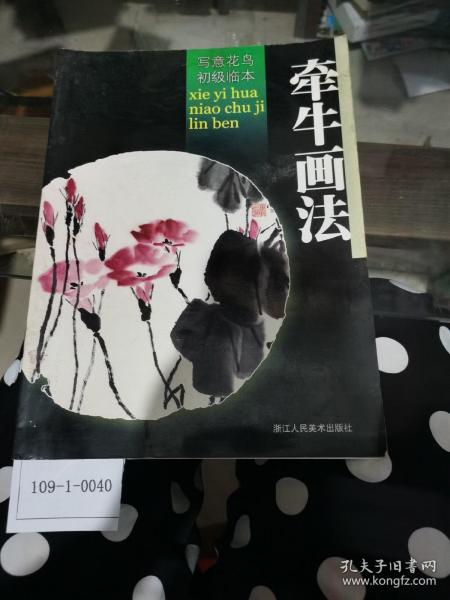 写意花鸟
初级临本
xie yi hua
niao chu ji
lin ben
牵牛画法
浙江人民美术出版社
109-1-0040
孔夫子旧书网
www.kongfz.com